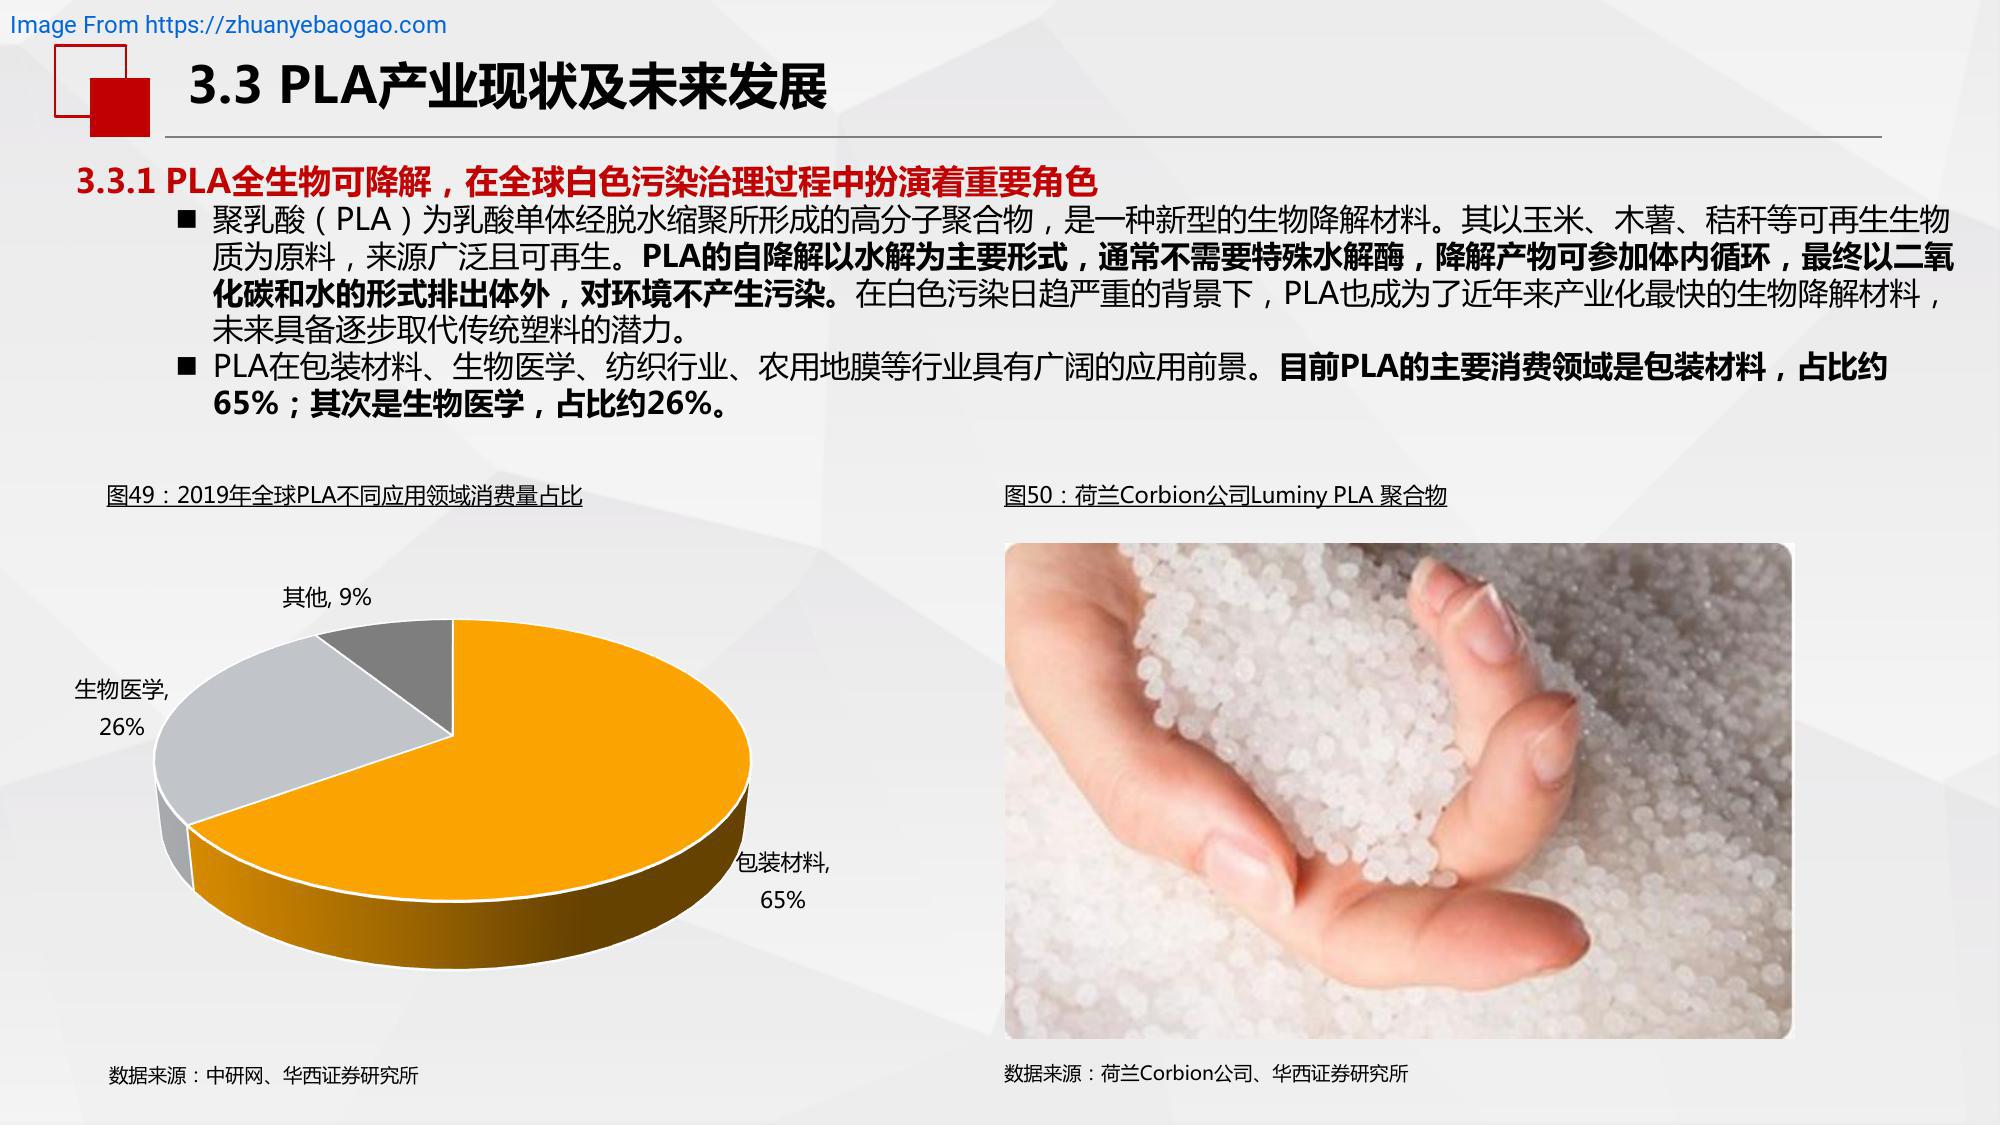 Image From https://zhuanyebaogao.com
3.3 PLA产业现状及未来发展
3.3.1 PLA全生物可降解，在全球白色污染治理过程中扮演着重要角色
■ 聚乳酸（PLA）为乳酸单体经脱水缩聚所形成的高分子聚合物，是一种新型的生物降解材料。其以玉米、木薯、秸秆等可再生生物
质为原料，来源广泛且可再生。PLA的自降解以水解为主要形式，通常不需要特殊水解酶，降解产物可参加体内循环，最终以二氧
化碳和水的形式排出体外，对环境不产生污染。在白色污染日趋严重的背景下，PLA也成为了近年来产业化最快的生物降解材料，
未来具备逐步取代传统塑料的潜力。
■ PLA在包装材料、生物医学、纺织行业、农用地膜等行业具有广阔的应用前景。目前PLA的主要消费领域是包装材料，占比约
65%；其次是生物医学，占比约26%。
图49：2019年全球PLA不同应用领域消费量占比
其他, 9%
生物医学,
26%
包装材料,
65%
数据来源：中研网、华西证券研究所
图50：荷兰Corbion公司Luminy PLA 聚合物
数据来源：荷兰Corbion公司、华西证券研究所